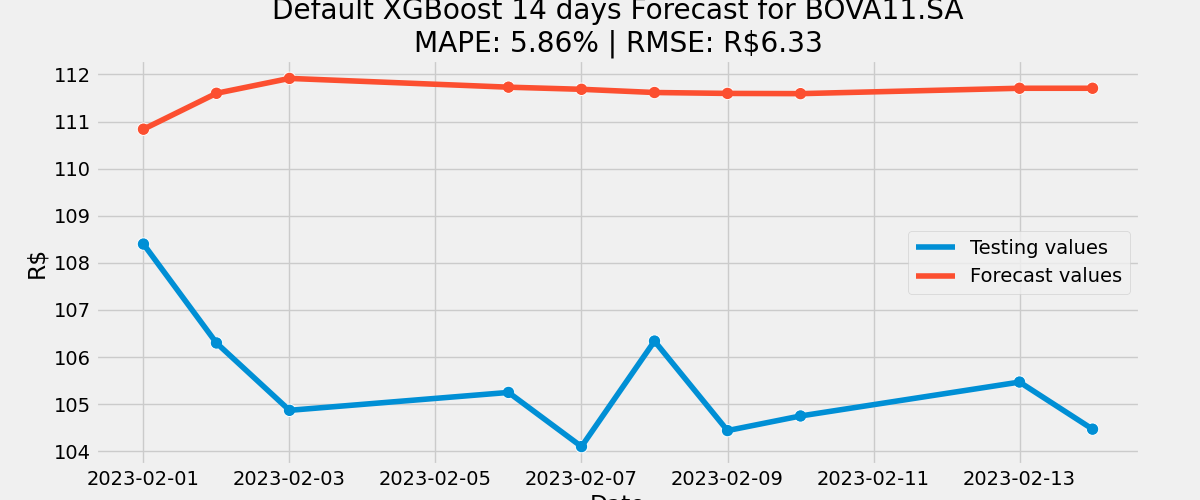 Default XGBoost 14 days Forecast for BOVA11.SA
MAPE: 5.86% | RMSE: R$6.33
112
111
110
109
108
107
106
105
104
R$
Testing values
Forecast values
2023-02-01 2023-02-03 2023-02-05 2023-02-07 2023-02-09 2023-02-11 2023-02-13
Date